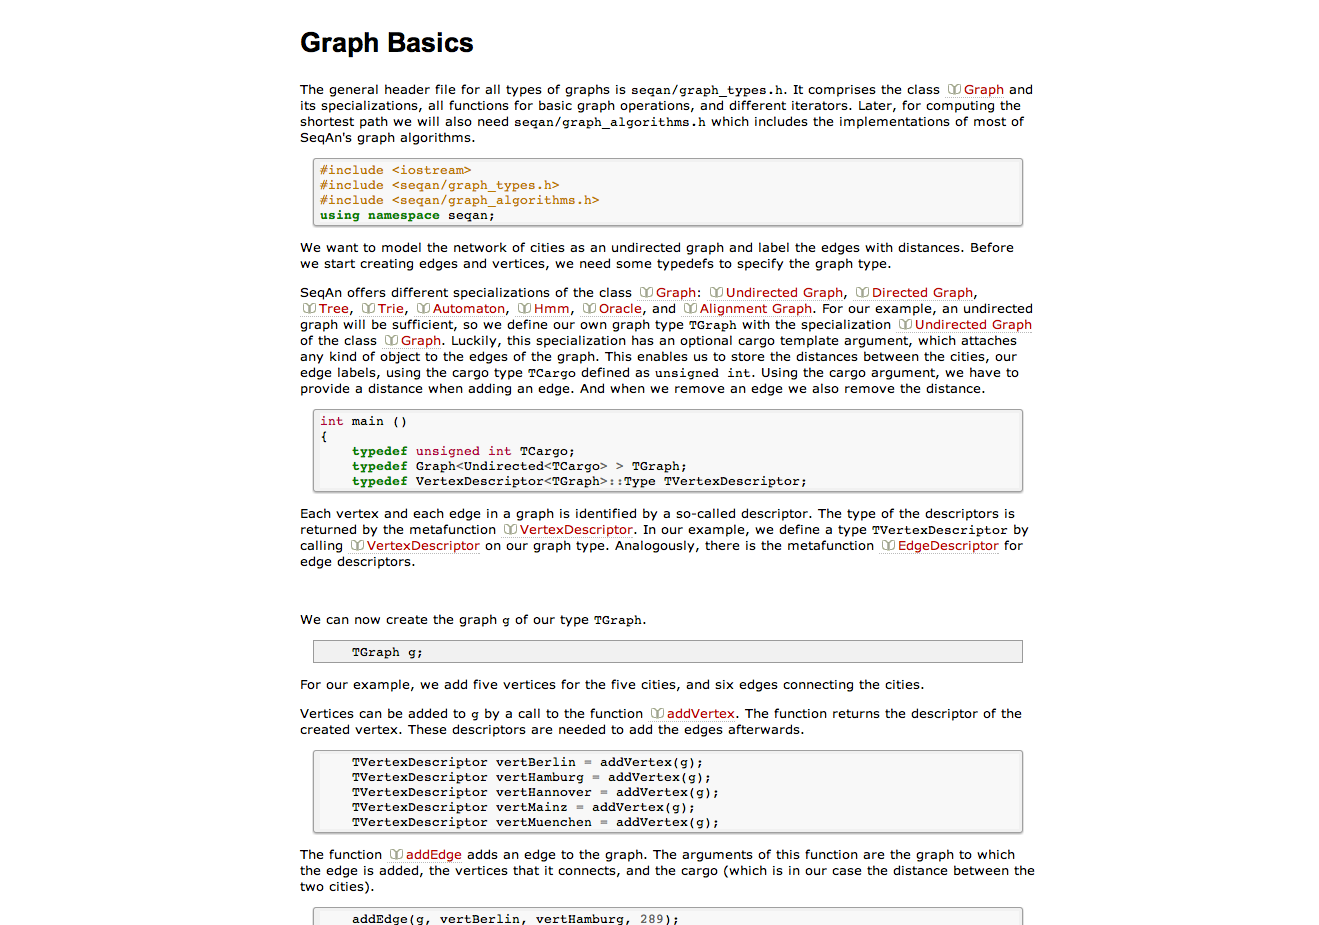 Graph Basics
The general header file for all types of graphs is seqan/graph_types.h. It comprises the class Graph and
its specializations, all functions for basic graph operations, and different iterators. Later, for computing the
shortest path we will also need seqan/graph_algorithms.h which includes the implementations of most of
SeqAn's graph algorithms.
#include <iostream>
#include <seqan/graph_types.h>
#include <seqan/graph_algorithms.h>
using namespace seqan;
We want to model the network of cities as an undirected graph and label the edges with distances. Before
we start creating edges and vertices, we need some typedefs to specify the graph type.
SeqAn offers different specializations of the class Graph: Undirected Graph, Directed Graph,
Tree, Trie, Automaton, Hmm, Oracle, and Alignment Graph. For our example, an undirected
graph will be sufficient, so we define our own graph type TGraph with the specialization Undirected Graph
of the class Graph. Luckily, this specialization has an optional cargo template argument, which attaches
any kind of object to the edges of the graph. This enables us to store the distances between the cities, our
edge labels, using the cargo type TCargo defined as unsigned int. Using the cargo argument, we have to
provide a distance when adding an edge. And when we remove an edge we also remove the distance.
int main ()
{
    typedef unsigned int TCargo;
    typedef Graph<Undirected<TCargo> > TGraph;
    typedef VertexDescriptor<TGraph>::Type TVertexDescriptor;
Each vertex and each edge in a graph is identified by a so-called descriptor. The type of the descriptors is
returned by the metafunction VertexDescriptor. In our example, we define a type TVertexDescriptor by
calling VertexDescriptor on our graph type. Analogously, there is the metafunction EdgeDescriptor for
edge descriptors.
We can now create the graph g of our type TGraph.
    TGraph g;
For our example, we add five vertices for the five cities, and six edges connecting the cities.
Vertices can be added to g by a call to the function addVertex. The function returns the descriptor of the
created vertex. These descriptors are needed to add the edges afterwards.
    TVertexDescriptor vertBerlin = addVertex(g);
    TVertexDescriptor vertHamburg = addVertex(g);
    TVertexDescriptor vertHannover = addVertex(g);
    TVertexDescriptor vertMainz = addVertex(g);
    TVertexDescriptor vertMuenchen = addVertex(g);
The function addEdge adds an edge to the graph. The arguments of this function are the graph to which
the edge is added, the vertices that it connects, and the cargo (which is in our case the distance between the
two cities).
    addEdge(g, vertBerlin, vertHamburg, 289);